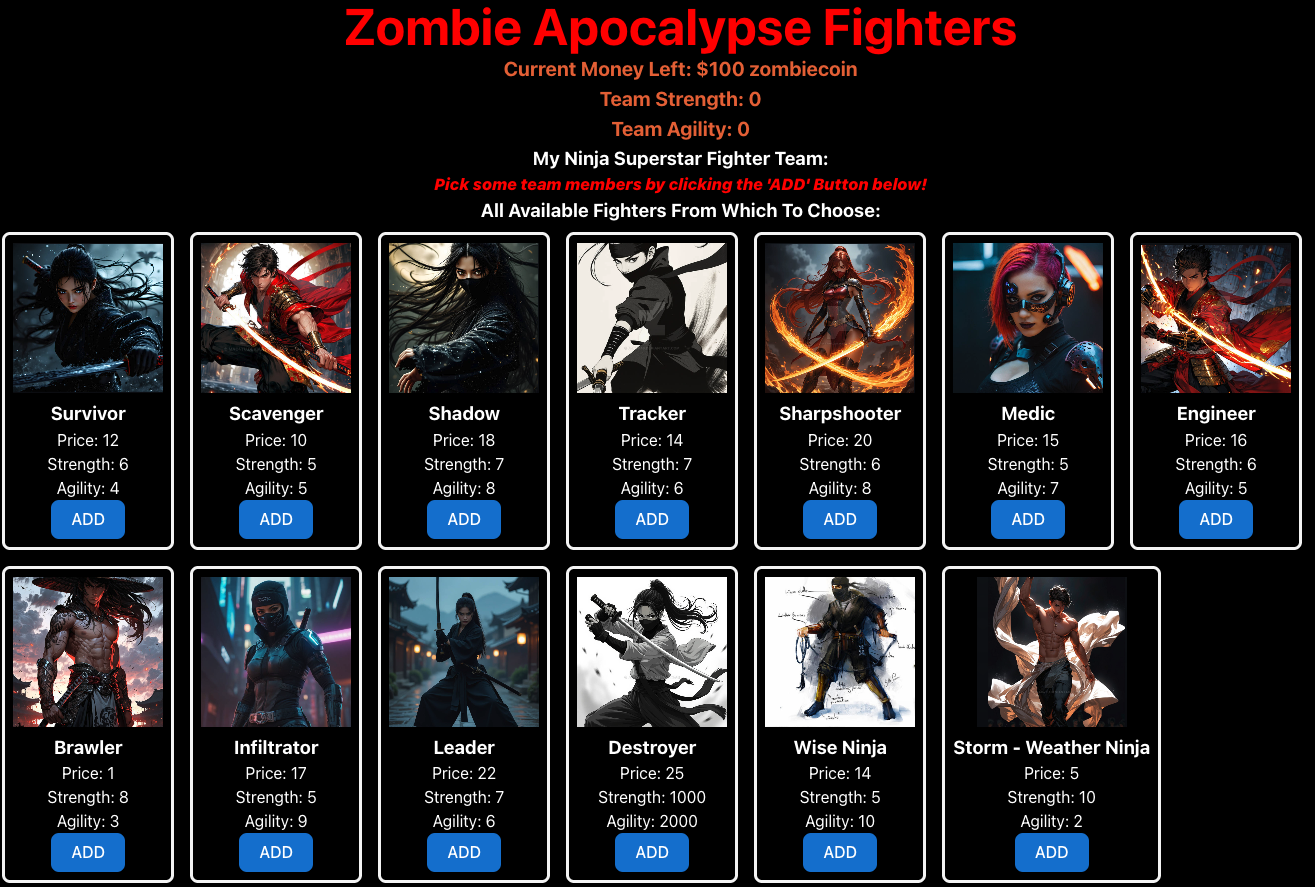 Zombie Apocalypse Fighters
Current Money Left: $100 zombiecoin
Team Strength: 0
Team Agility: 0
My Ninja Superstar Fighter Team:
Pick some team members by clicking the 'ADD' Button below!
All Available Fighters From Which To Choose:
Survivor
Price: 12
Strength: 6
Agility: 4
ADD
Scavenger
Price: 10
Strength: 5
Agility: 5
ADD
Shadow
Price: 18
Strength: 7
Agility: 8
ADD
Tracker
Price: 14
Strength: 7
Agility: 6
ADD
Sharpshooter
Price: 20
Strength: 6
Agility: 8
ADD
Medic
Price: 15
Strength: 5
Agility: 7
ADD
Engineer
Price: 16
Strength: 6
Agility: 5
ADD
Brawler
Price: 1
Strength: 8
Agility: 3
ADD
Infiltrator
Price: 17
Strength: 5
Agility: 9
ADD
Leader
Price: 22
Strength: 7
Agility: 6
ADD
Destroyer
Price: 25
Strength: 1000
Agility: 2000
ADD
Wise Ninja
Price: 14
Strength: 5
Agility: 10
ADD
Storm - Weather Ninja
Price: 5
Strength: 10
Agility: 2
ADD